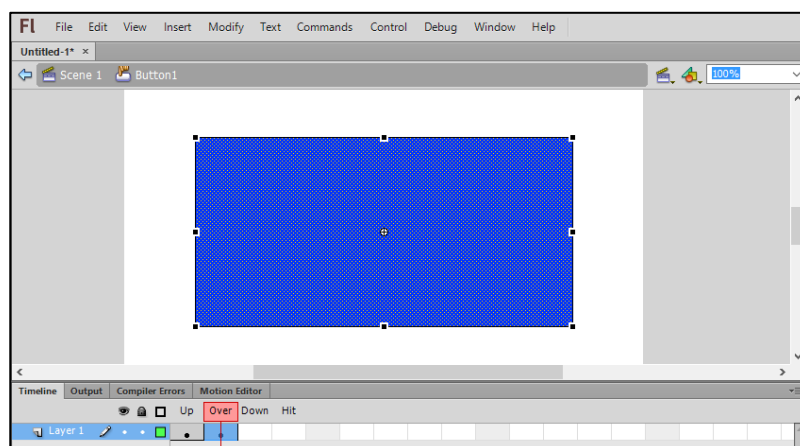 Fl File Edit View Insert Modify Text Commands Control Debug Window Help
Untitled-1* ×
Scene 1 Button1 100%
Timeline Output Compiler Errors Motion Editor
Up Over Down Hit
Layer 1